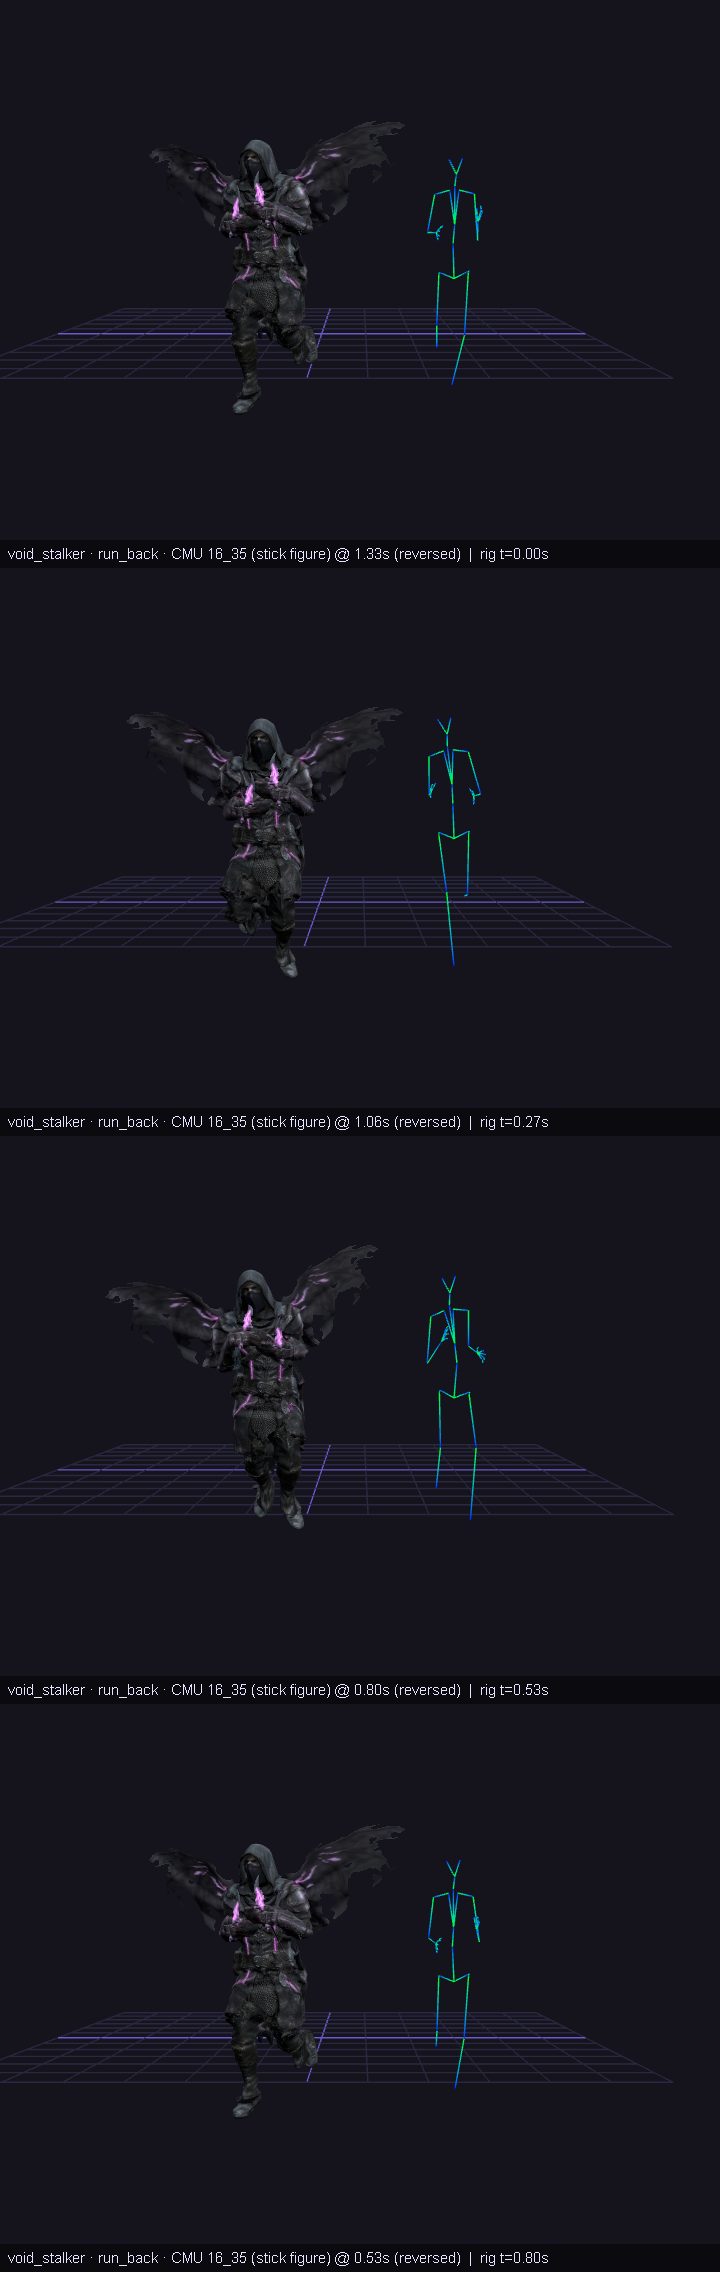 void_stalker · run_back · CMU 16_35 (stick figure) @ 1.33s (reversed) | rig t=0.00s
void_stalker · run_back · CMU 16_35 (stick figure) @ 1.06s (reversed) | rig t=0.27s
void_stalker · run_back · CMU 16_35 (stick figure) @ 0.80s (reversed) | rig t=0.53s
void_stalker · run_back · CMU 16_35 (stick figure) @ 0.53s (reversed) | rig t=0.80s